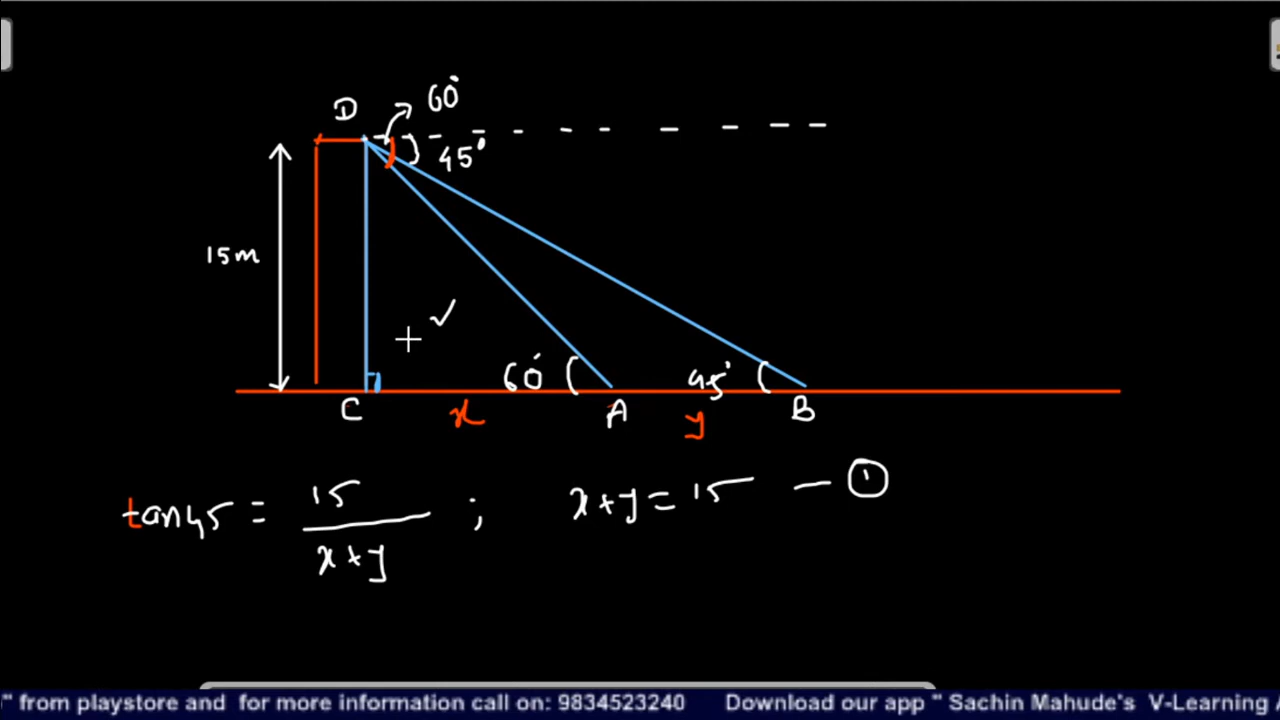 D
60°
45°
15m
60° 45°
C x A y B
tan45 = 15 / x+y ; x+y = 15 — ①
" from playstore and for more information call on: 9834523240 Download our app " Sachin Mahude's V-Learning A